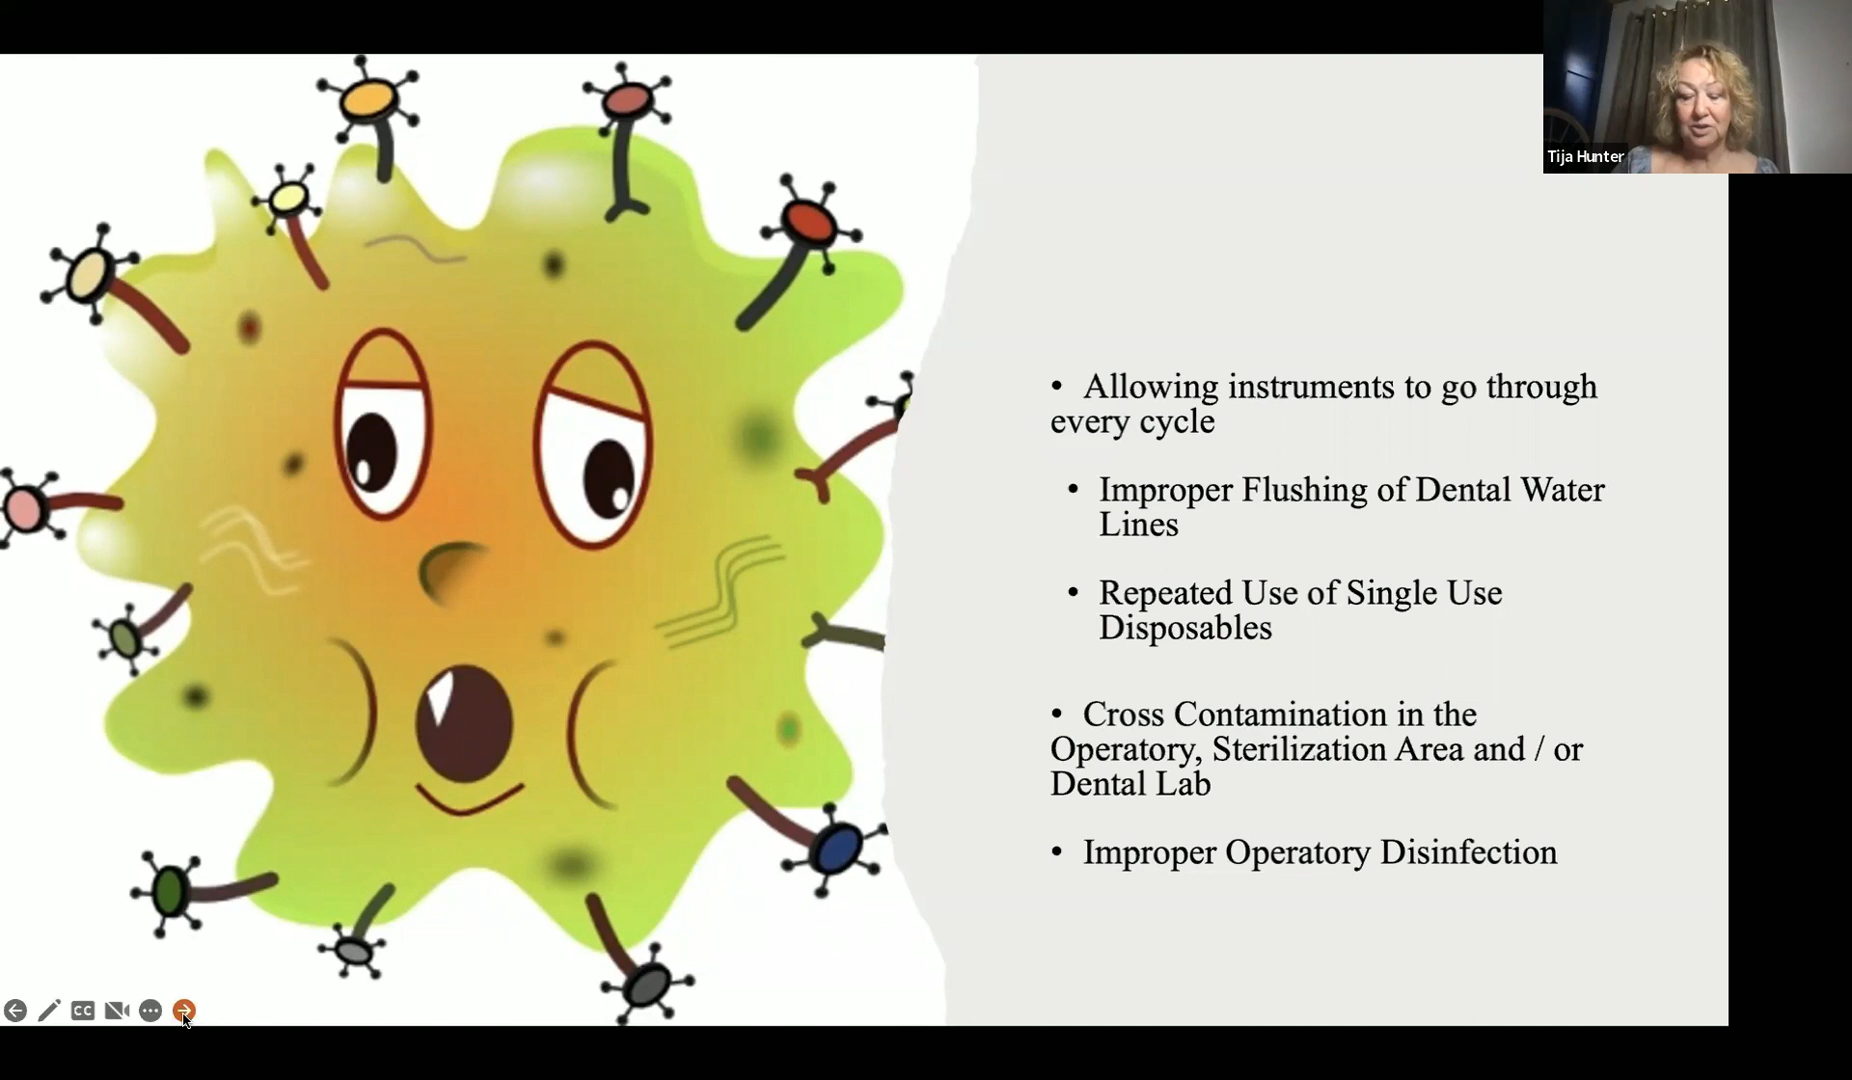 Tija Hunter
• Allowing instruments to go through
every cycle
• Improper Flushing of Dental Water
Lines
• Repeated Use of Single Use
Disposables
• Cross Contamination in the
Operatory, Sterilization Area and / or
Dental Lab
• Improper Operatory Disinfection
CC